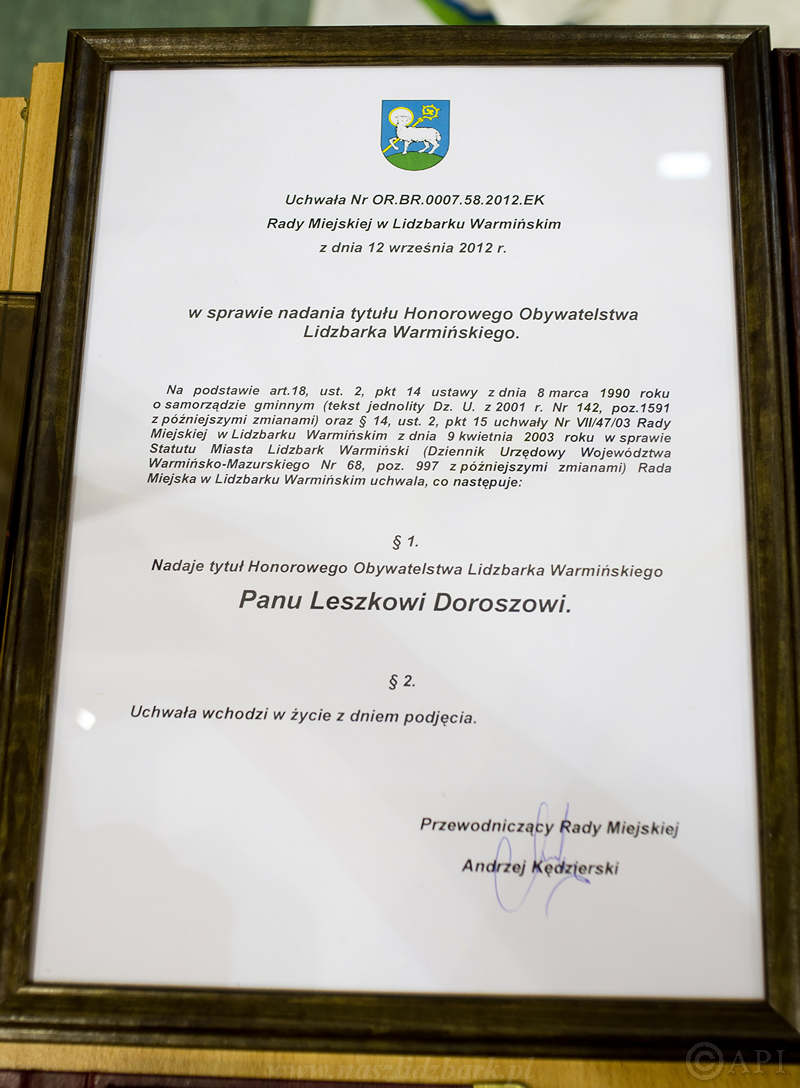 Uchwała Nr OR.BR.0007.58.2012.EK
Rady Miejskiej w Lidzbarku Warmińskim
z dnia 12 września 2012 r.
w sprawie nadania tytułu Honorowego Obywatelstwa
Lidzbarka Warmińskiego.
Na podstawie art.18, ust. 2, pkt 14 ustawy z dnia 8 marca 1990 roku
o samorządzie gminnym (tekst jednolity Dz. U. z 2001 r. Nr 142, poz.1591
z późniejszymi zmianami) oraz § 14, ust. 2, pkt 15 uchwały Nr VII/47/03 Rady
Miejskiej w Lidzbarku Warmińskim z dnia 9 kwietnia 2003 roku w sprawie
Statutu Miasta Lidzbark Warmiński (Dziennik Urzędowy Województwa
Warmińsko-Mazurskiego Nr 68, poz. 997 z późniejszymi zmianami) Rada
Miejska w Lidzbarku Warmińskim uchwala, co następuje:
§ 1.
Nadaje tytuł Honorowego Obywatelstwa Lidzbarka Warmińskiego
Panu Leszkowi Doroszowi.
§ 2.
Uchwała wchodzi w życie z dniem podjęcia.
Przewodniczący Rady Miejskiej
Andrzej Kędzierski
www.naszlidzbark.pl
©API